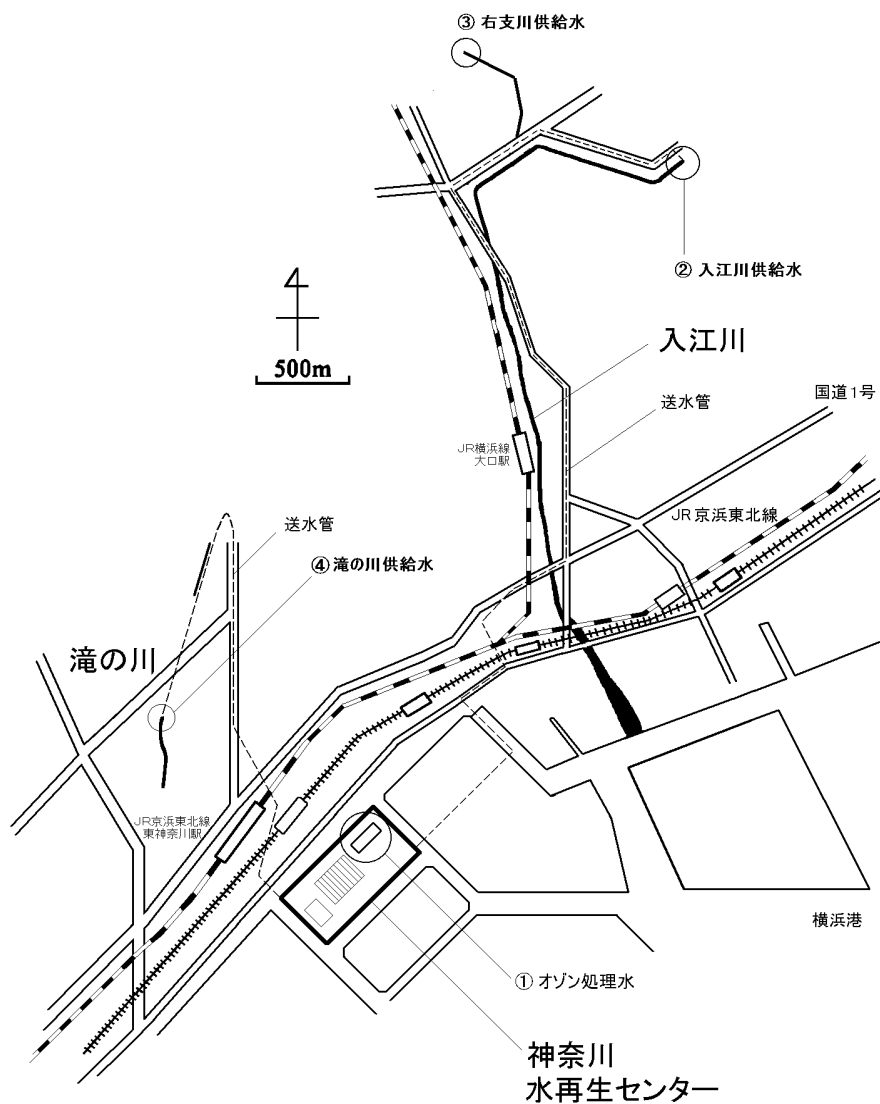 ③ 右支川供給水
② 入江川供給水
500m
入江川
国道1号
送水管
JR横浜線
大口駅
JR京浜東北線
送水管
④滝の川供給水
滝の川
JR京浜東北線
東神奈川駅
横浜港
① オゾン処理水
神奈川
水再生センター